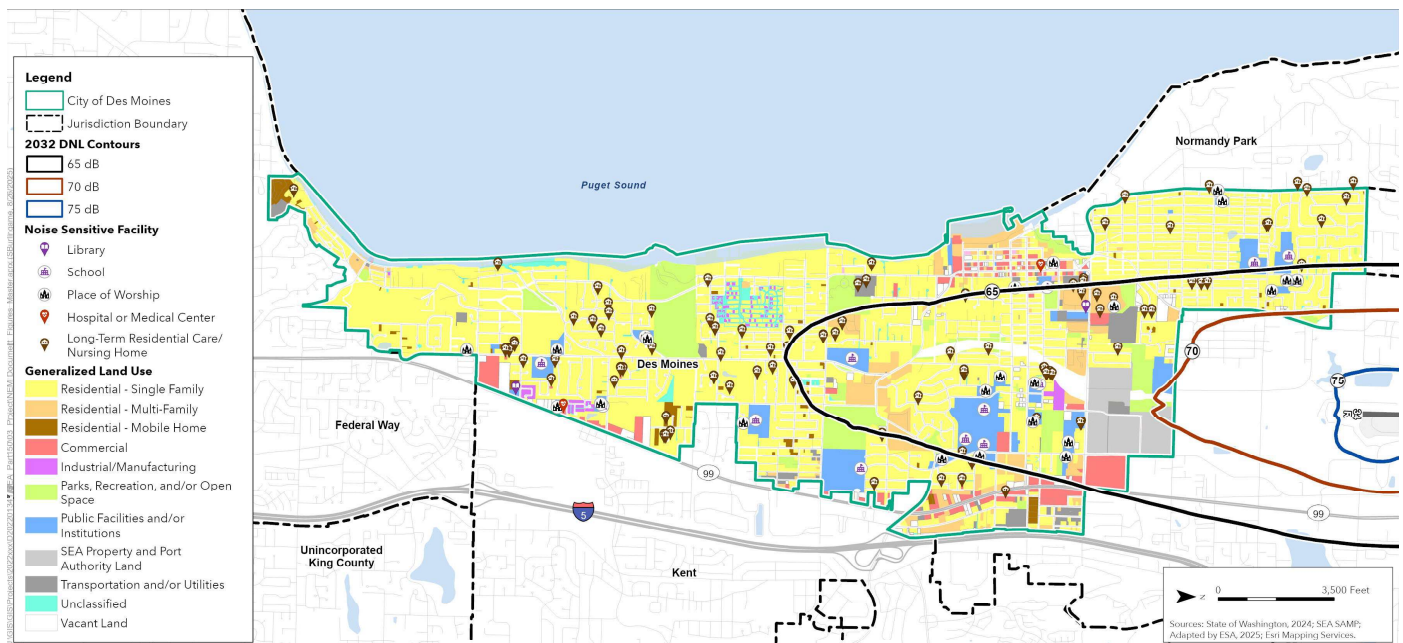 Legend
City of Des Moines
Jurisdiction Boundary
2032 DNL Contours
65 dB
70 dB
75 dB
Noise Sensitive Facility
Library
School
Place of Worship
Hospital or Medical Center
Long-Term Residential Care/
Nursing Home
Generalized Land Use
Residential - Single Family
Residential - Multi-Family
Residential - Mobile Home
Commercial
Industrial/Manufacturing
Parks, Recreation, and/or Open
Space
Public Facilities and/or
Institutions
SEA Property and Port
Authority Land
Transportation and/or Utilities
Unclassified
Vacant Land
Puget Sound
Normandy Park
65
70
75
Des Moines
Federal Way
99
5
99
Unincorporated
King County
Kent
N
0
3,500 Feet
Sources: State of Washington, 2024; SEA SAMP;
Adapted by ESA, 2025; Esri Mapping Services.